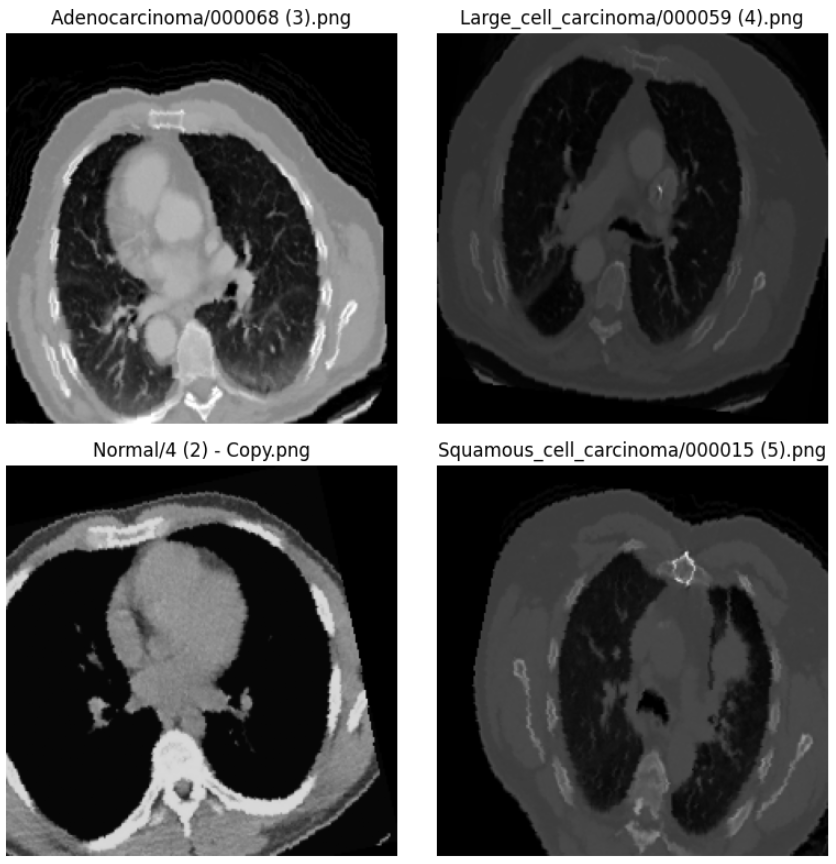 Adenocarcinoma/000068 (3).png
Large_cell_carcinoma/000059 (4).png
Normal/4 (2) - Copy.png
Squamous_cell_carcinoma/000015 (5).png